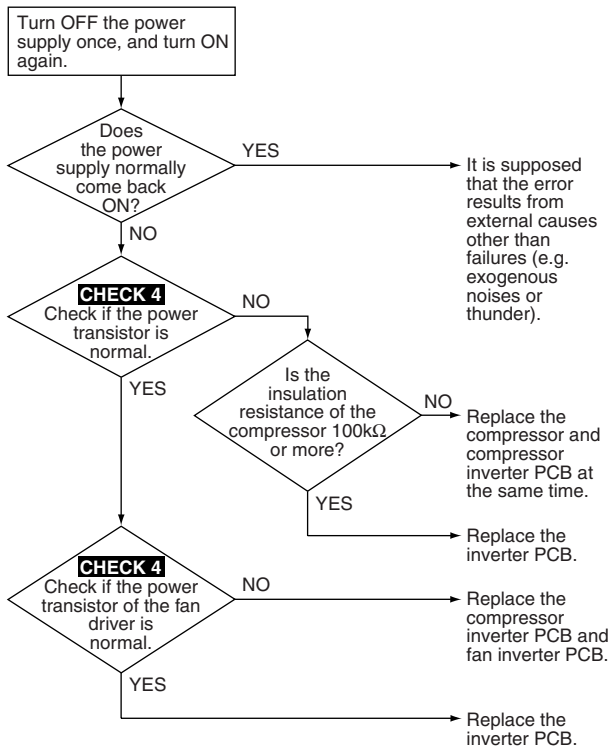 Turn OFF the power
supply once, and turn ON
again.
Does
the power
supply normally
come back
ON?
YES
It is supposed
that the error
results from
external causes
other than
failures (e.g.
exogenous
noises or
thunder).
NO
CHECK 4
Check if the power
transistor is
normal.
NO
YES
Is the
insulation
resistance of the
compressor 100kΩ
or more?
NO
Replace the
compressor and
compressor
inverter PCB at
the same time.
YES
Replace the
inverter PCB.
CHECK 4
Check if the power
transistor of the fan
driver is
normal.
NO
Replace the
compressor
inverter PCB and
fan inverter PCB.
YES
Replace the
inverter PCB.